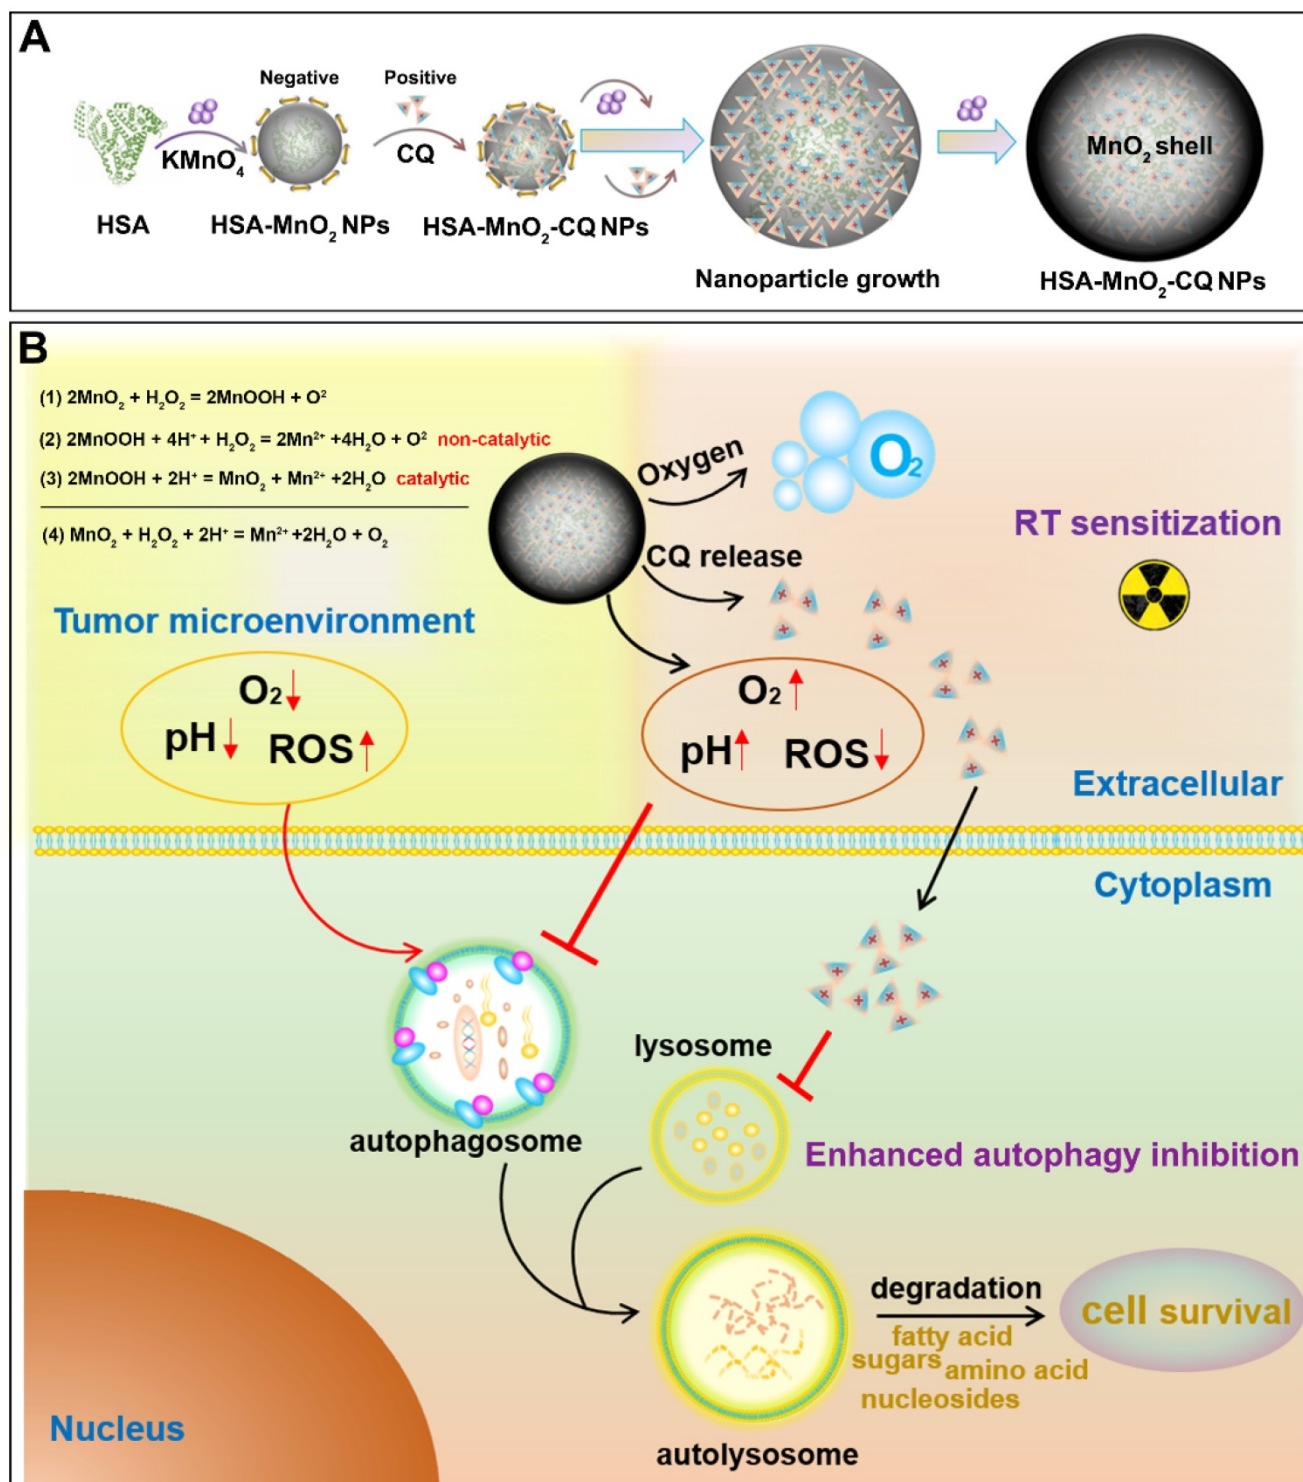 A
Negative
Positive
KMnO₄
CQ
MnO₂ shell
HSA
HSA-MnO₂ NPs
HSA-MnO₂-CQ NPs
Nanoparticle growth
HSA-MnO₂-CQ NPs
B
(1) 2MnO₂ + H₂O₂ = 2MnOOH + O²
(2) 2MnOOH + 4H⁺ + H₂O₂ = 2Mn²⁺ +4H₂O + O² non-catalytic
(3) 2MnOOH + 2H⁺ = MnO₂ + Mn²⁺ +2H₂O catalytic
(4) MnO₂ + H₂O₂ + 2H⁺ = Mn²⁺ +2H₂O + O₂
Oxygen
O₂
RT sensitization
CQ release
Tumor microenvironment
O₂↓
pH↓ ROS↑
O₂↑
pH↑ ROS↓
Extracellular
Cytoplasm
lysosome
autophagosome
Enhanced autophagy inhibition
degradation
cell survival
fatty acid
sugars amino acid
nucleosides
Nucleus
autolysosome